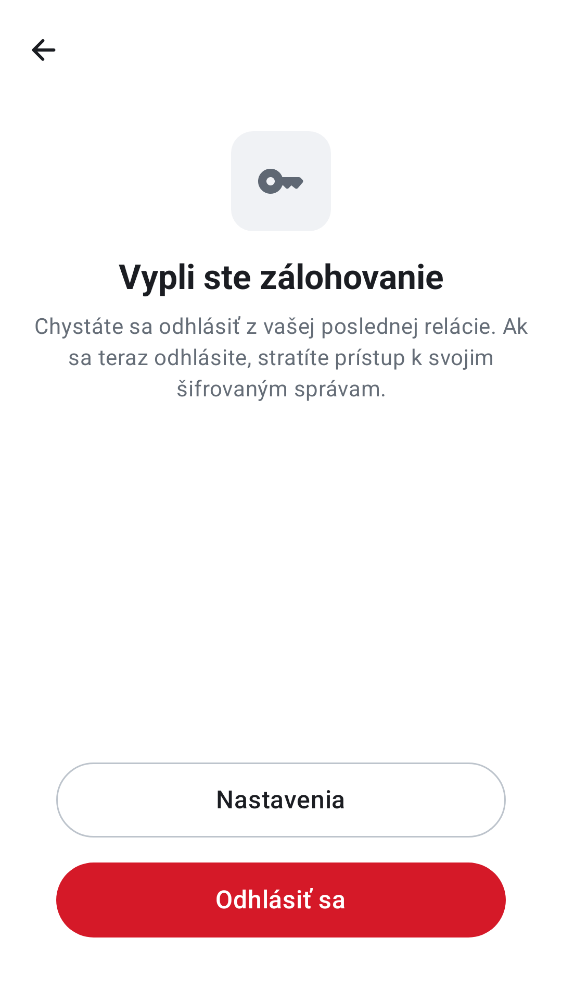 Vypli ste zálohovanie
Chystáte sa odhlásiť z vašej poslednej relácie. Ak
sa teraz odhlásite, stratíte prístup k svojim
šifrovaným správam.
Nastavenia
Odhlásiť sa